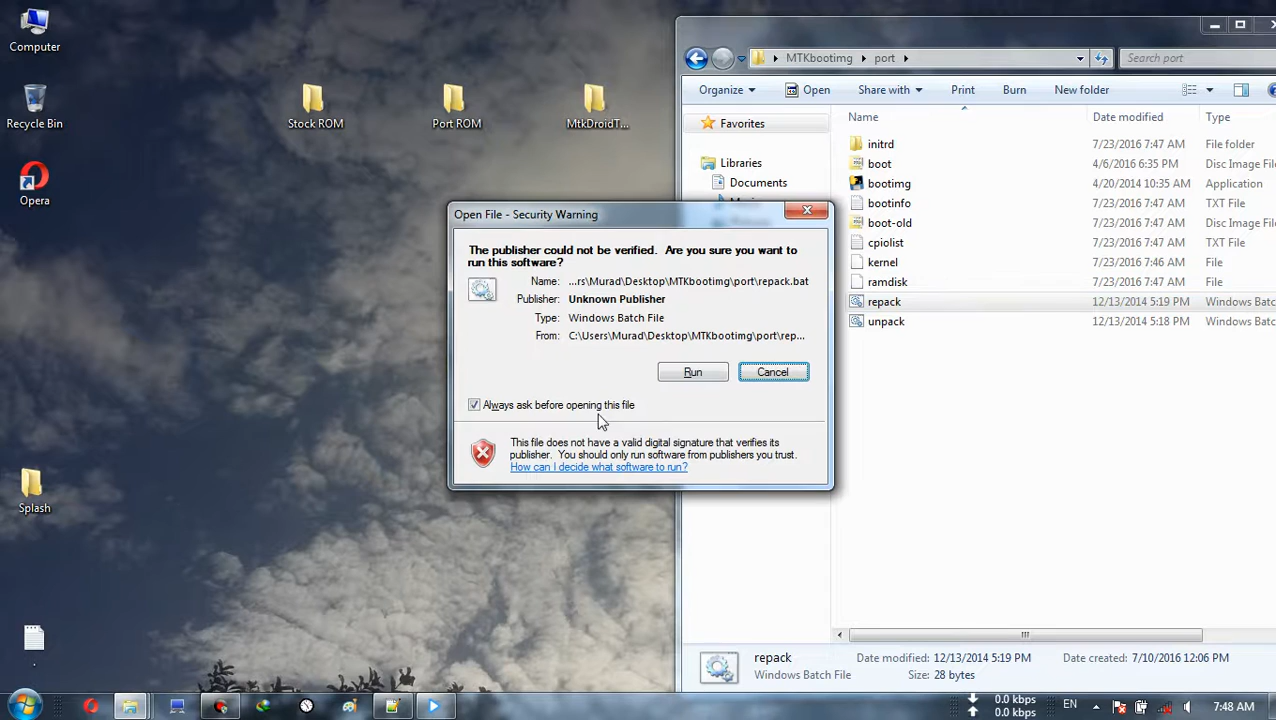 Computer
Recycle Bin
Opera
Splash
.
Stock ROM
Port ROM
MtkDroidT...
MTKbootimg
port
Search port
Organize
Open
Share with
Print
Burn
New folder
Favorites
Libraries
Documents
Name
Date modified
Type
initrd
7/23/2016 7:47 AM
File folder
boot
4/6/2016 6:35 PM
Disc Image Fi
bootimg
4/20/2014 10:35 AM
Application
bootinfo
7/23/2016 7:47 AM
TXT File
boot-old
7/23/2016 7:47 AM
Disc Image Fi
cpiolist
7/23/2016 7:47 AM
TXT File
kernel
7/23/2016 7:46 AM
File
ramdisk
7/23/2016 7:47 AM
File
repack
12/13/2014 5:19 PM
Windows Batc
unpack
12/13/2014 5:18 PM
Windows Batc
Open File - Security Warning
The publisher could not be verified. Are you sure you want to
run this software?
Name: ...rs\Murad\Desktop\MTKbootimg\port\repack.bat
Publisher: Unknown Publisher
Type: Windows Batch File
From: C:\Users\Murad\Desktop\MTKbootimg\port\rep...
Run
Cancel
Always ask before opening this file
This file does not have a valid digital signature that verifies its
publisher. You should only run software from publishers you trust.
How can I decide what software to run?
repack
Windows Batch File
Date modified: 12/13/2014 5:19 PM
Size: 28 bytes
Date created: 7/10/2016 12:06 PM
0.0 kbps
0.0 kbps
EN
7:48 AM